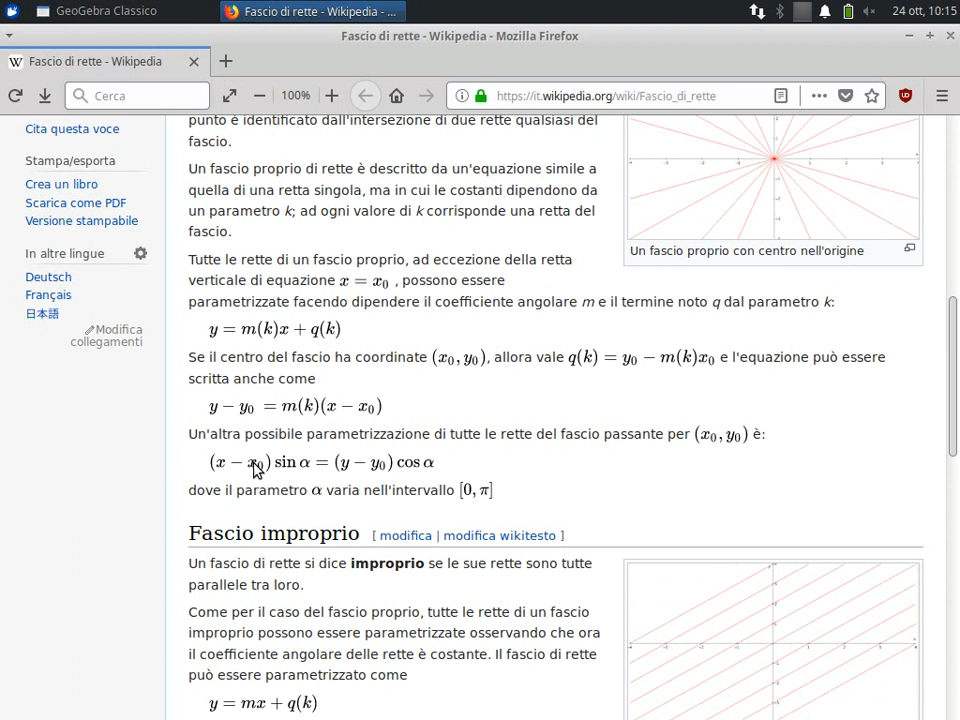 GeoGebra Classico
Fascio di rette - Wikipedia - ...
24 ott, 10:15
Fascio di rette - Wikipedia - Mozilla Firefox
W Fascio di rette - Wikipedia
Cerca
100%
https://it.wikipedia.org/wiki/Fascio_di_rette
Cita questa voce
Stampa/esporta
Crea un libro
Scarica come PDF
Versione stampabile
In altre lingue
Deutsch
Français
日本語
Modifica
collegamenti
punto è identificato dall'intersezione di due rette qualsiasi del
fascio.
Un fascio proprio di rette è descritto da un'equazione simile a
quella di una retta singola, ma in cui le costanti dipendono da
un parametro k; ad ogni valore di k corrisponde una retta del
fascio.
Un fascio proprio con centro nell'origine
Tutte le rette di un fascio proprio, ad eccezione della retta
verticale di equazione x = x₀ , possono essere
parametrizzate facendo dipendere il coefficiente angolare m e il termine noto q dal parametro k:
y = m(k)x + q(k)
Se il centro del fascio ha coordinate (x₀, y₀), allora vale q(k) = y₀ − m(k)x₀ e l'equazione può essere
scritta anche come
y − y₀ = m(k)(x − x₀)
Un'altra possibile parametrizzazione di tutte le rette del fascio passante per (x₀, y₀) è:
(x − x₀) sin α = (y − y₀) cos α
dove il parametro α varia nell'intervallo [0, π]
Fascio improprio [ modifica | modifica wikitesto ]
Un fascio di rette si dice improprio se le sue rette sono tutte
parallele tra loro.
Come per il caso del fascio proprio, tutte le rette di un fascio
improprio possono essere parametrizzate osservando che ora
il coefficiente angolare delle rette è costante. Il fascio di rette
può essere parametrizzato come
y = mx + q(k)